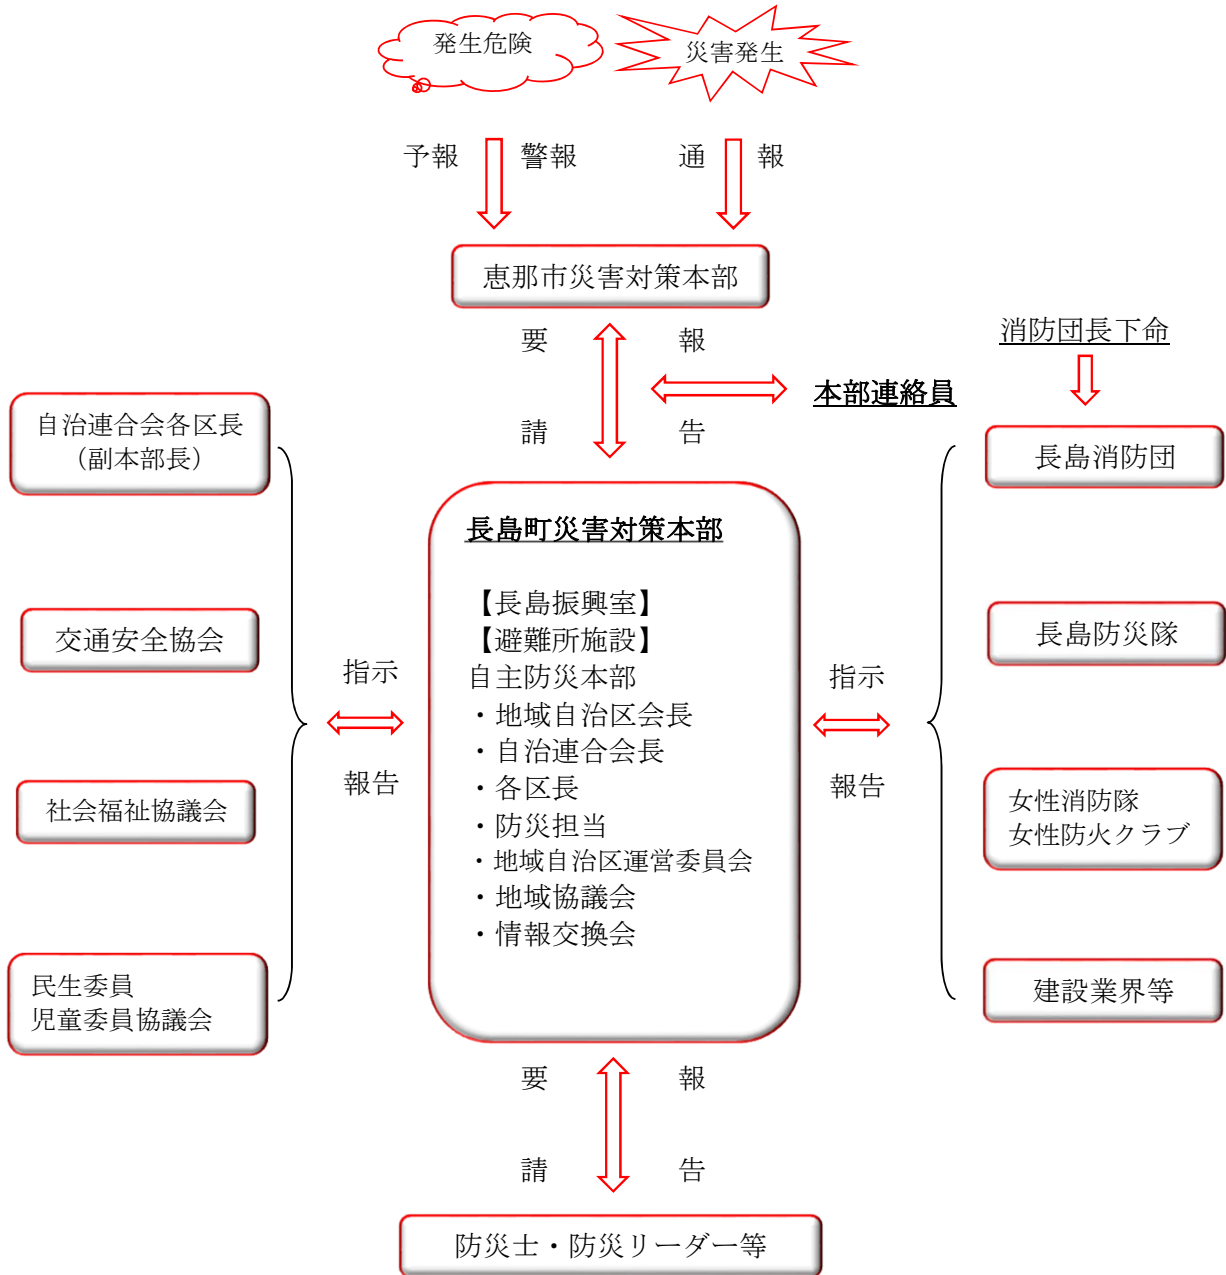 発生危険
災害発生
予報 警報
通 報
恵那市災害対策本部
要 報
請 告
消防団長下命
本部連絡員
自治連合会各区長
（副本部長）
交通安全協会
社会福祉協議会
民生委員
児童委員協議会
指示
報告
長島町災害対策本部
【長島振興室】
【避難所施設】
自主防災本部
・地域自治区会長
・自治連合会長
・各区長
・防災担当
・地域自治区運営委員会
・地域協議会
・情報交換会
指示
報告
長島消防団
長島防災隊
女性消防隊
女性防火クラブ
建設業界等
要 報
請 告
防災士・防災リーダー等